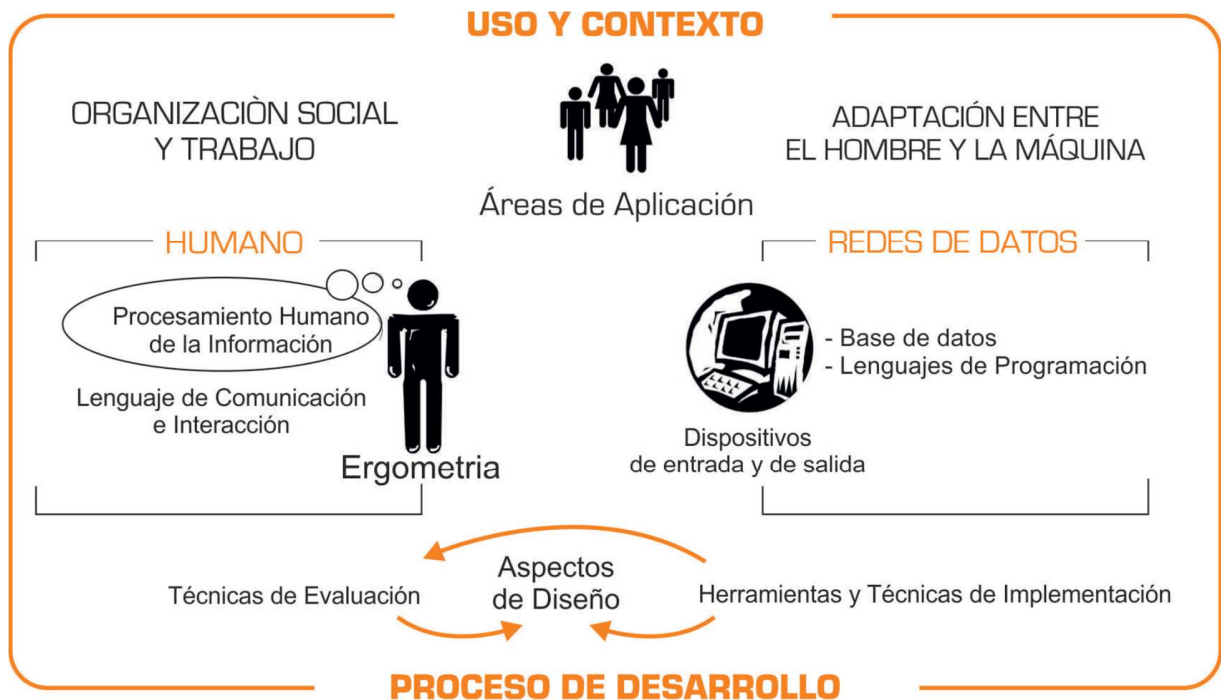 USO Y CONTEXTO
ORGANIZACIÒN SOCIAL
Y TRABAJO
ADAPTACIÓN ENTRE
EL HOMBRE Y LA MÁQUINA
Áreas de Aplicación
HUMANO
Procesamiento Humano
de la Información
Lenguaje de Comunicación
e Interacción
Ergometria
REDES DE DATOS
- Base de datos
- Lenguajes de Programación
Dispositivos
de entrada y de salida
Técnicas de Evaluación
Aspectos
de Diseño
Herramientas y Técnicas de Implementación
PROCESO DE DESARROLLO